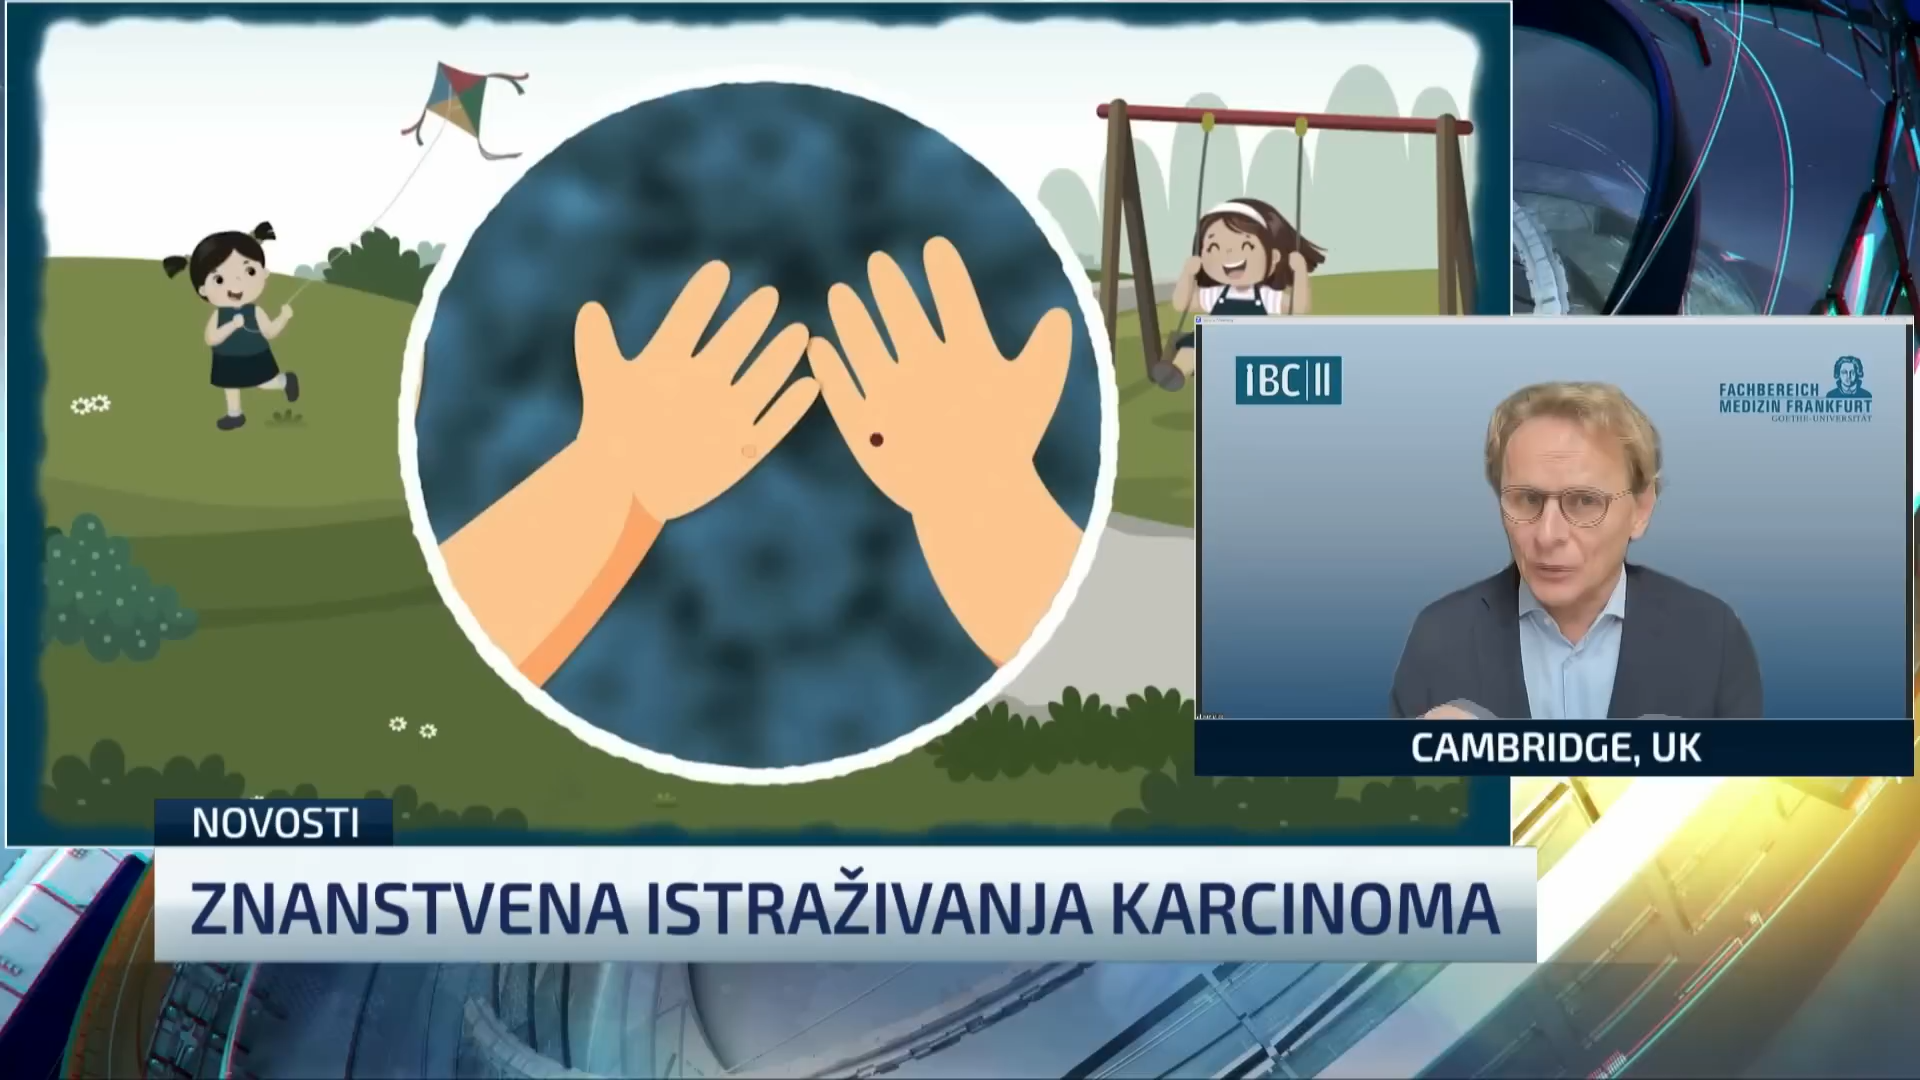 iBC|II
FACHBEREICH
MEDIZIN FRANKFURT
GOETHE-UNIVERSITÄT
CAMBRIDGE, UK
NOVOSTI
ZNANSTVENA ISTRAŽIVANJA KARCINOMA